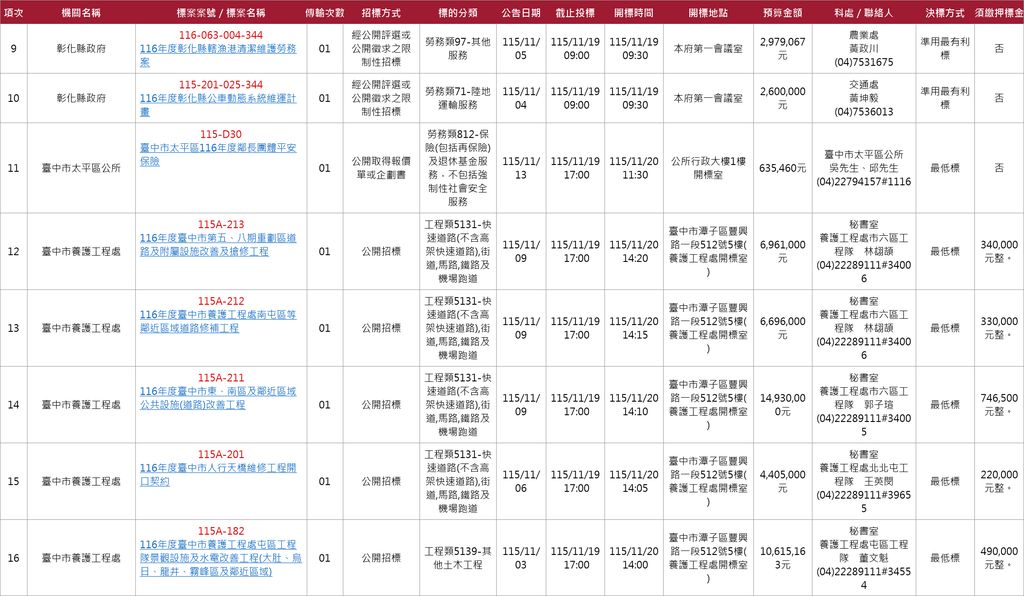 項次 機關名稱 標案案號 / 標案名稱 傳輸次數 招標方式 標的分類 公告日期 截止投標 開標時間 開標地點 預算金額 科處 / 聯絡人 決標方式 須繳押標金
9
彰化縣政府
116-063-004-344
116年度彰化縣轄漁港清潔維護勞務
案
01
經公開評選或
公開徵求之限
制性招標
勞務類97-其他
服務
115/11/
05
115/11/19
09:00
115/11/19
09:30
本府第一會議室
2,979,067
元
農業處
黃政川
(04)7531675
準用最有利
標
否
10
彰化縣政府
115-201-025-344
116年度彰化縣公車動態系統維運計
畫
01
經公開評選或
公開徵求之限
制性招標
勞務類71-陸地
運輸服務
115/11/
04
115/11/19
09:00
115/11/19
09:30
本府第一會議室
2,600,000
元
交通處
黃坤毅
(04)7536013
準用最有利
標
否
11
臺中市太平區公所
115-D30
臺中市太平區116年度鄰長團體平安
保險
01
公開取得報價
單或企劃書
勞務類812-保
險(包括再保險)
及退休基金服
務，不包括強
制性社會安全
服務
115/11/
13
115/11/19
17:00
115/11/20
11:30
公所行政大樓1樓
開標室
635,460元
臺中市太平區公所
吳先生、邱先生
(04)22794157#1116
最低標
否
12
臺中市養護工程處
115A-213
116年度臺中市第五、八期重劃區道
路及附屬設施改善及搶修工程
01
公開招標
工程類5131-快
速道路(不含高
架快速道路),街
道,馬路,鐵路及
機場跑道
115/11/
09
115/11/19
17:00
115/11/20
14:20
臺中市潭子區豐興
路一段512號5樓(
養護工程處開標室
)
6,961,000
元
秘書室
養護工程處市六區工
程隊　林䎋頡
(04)22289111#3400
6
最低標
340,000
元整。
13
臺中市養護工程處
115A-212
116年度臺中市養護工程處南屯區等
鄰近區域道路修補工程
01
公開招標
工程類5131-快
速道路(不含高
架快速道路),街
道,馬路,鐵路及
機場跑道
115/11/
09
115/11/19
17:00
115/11/20
14:15
臺中市潭子區豐興
路一段512號5樓(
養護工程處開標室
)
6,696,000
元
秘書室
養護工程處市六區工
程隊　林䎋頡
(04)22289111#3400
6
最低標
330,000
元整。
14
臺中市養護工程處
115A-211
116年度臺中市東、南區及鄰近區域
公共設施(道路)改善工程
01
公開招標
工程類5131-快
速道路(不含高
架快速道路),街
道,馬路,鐵路及
機場跑道
115/11/
09
115/11/19
17:00
115/11/20
14:10
臺中市潭子區豐興
路一段512號5樓(
養護工程處開標室
)
14,930,00
0元
秘書室
養護工程處市六區工
程隊　郭子瑄
(04)22289111#3400
5
最低標
746,500
元整。
15
臺中市養護工程處
115A-201
116年度臺中市人行天橋維修工程開
口契約
01
公開招標
工程類5131-快
速道路(不含高
架快速道路),街
道,馬路,鐵路及
機場跑道
115/11/
06
115/11/19
17:00
115/11/20
14:05
臺中市潭子區豐興
路一段512號5樓(
養護工程處開標室
)
4,405,000
元
秘書室
養護工程處北北屯工
程隊　王英閔
(04)22289111#3965
5
最低標
220,000
元整。
16
臺中市養護工程處
115A-182
116年度臺中市養護工程處屯區工程
隊景觀設施及水電改善工程(大肚、烏
日、龍井、霧峰區及鄰近區域)
01
公開招標
工程類5139-其
他土木工程
115/11/
03
115/11/19
17:00
115/11/20
14:00
臺中市潭子區豐興
路一段512號5樓(
養護工程處開標室
)
10,615,16
3元
秘書室
養護工程處屯區工程
隊　董文魁
(04)22289111#3455
4
最低標
490,000
元整。